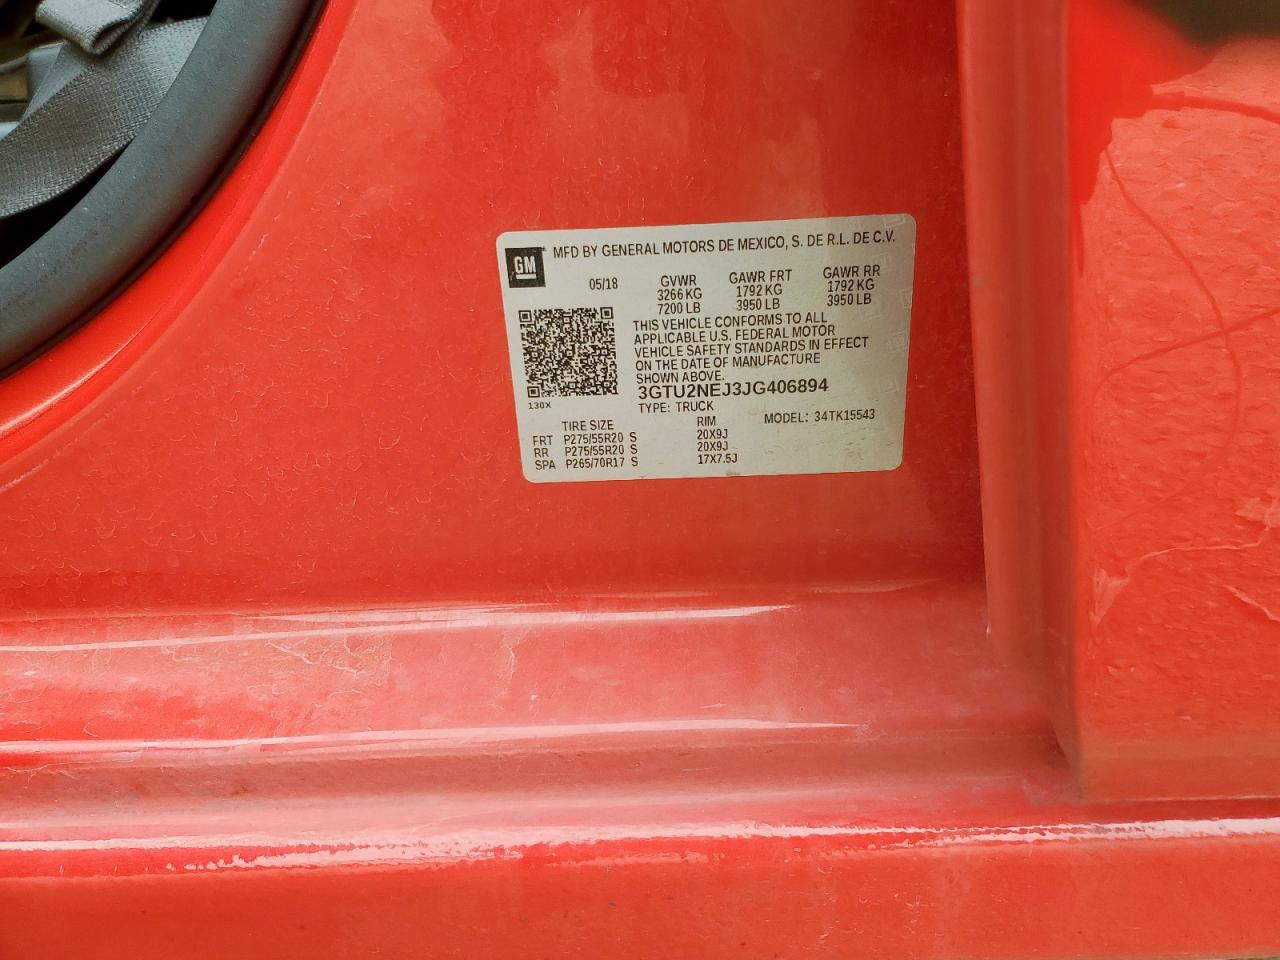 GM MFD BY GENERAL MOTORS DE MEXICO, S. DE R.L. DE C.V.
05/18 GVWR GAWR FRT GAWR RR
3266 KG 1792 KG 1792 KG
7200 LB 3950 LB 3950 LB
THIS VEHICLE CONFORMS TO ALL
APPLICABLE U.S. FEDERAL MOTOR
VEHICLE SAFETY STANDARDS IN EFFECT
ON THE DATE OF MANUFACTURE
SHOWN ABOVE.
3GTU2NEJ3JG406894
130X
TYPE: TRUCK MODEL: 34TK15543
TIRE SIZE RIM
FRT P275/55R20 S 20X9J
RR P275/55R20 S 20X9J
SPA P265/70R17 S 17X7.5J